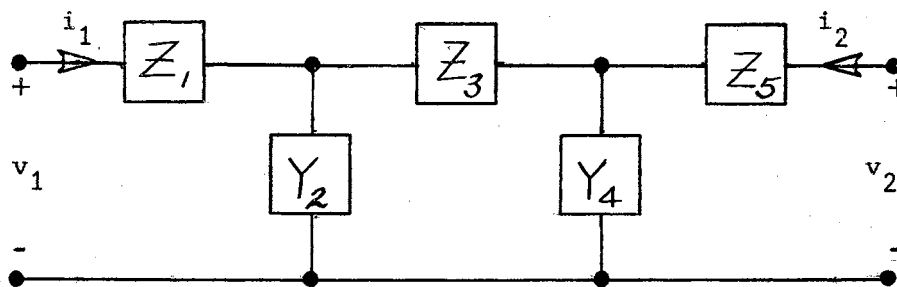 i₁ i₂
Z₁ Z₃ Z₅
+ +
v₁ Y₂ Y₄ v₂
- -